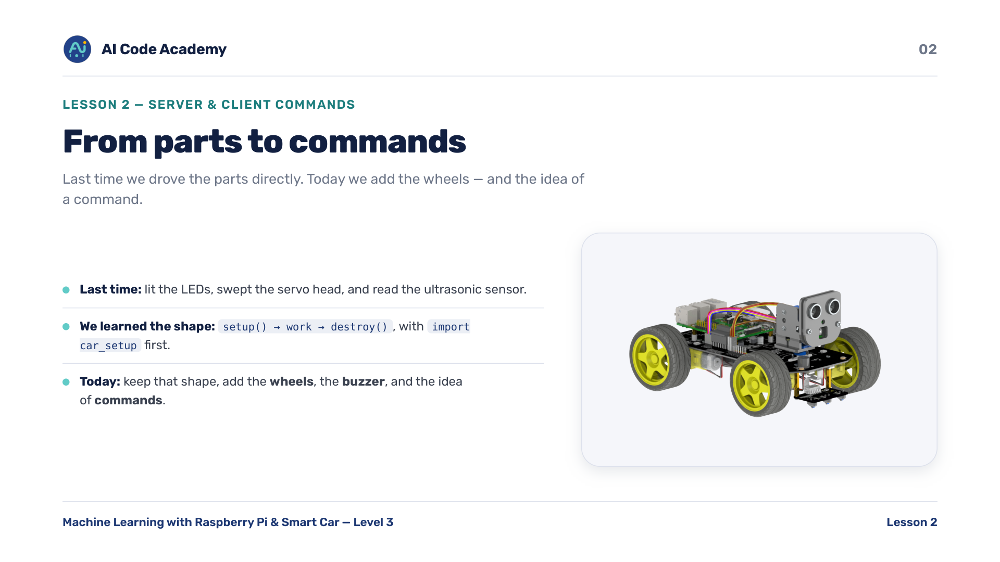 AI Code Academy
02
LESSON 2 — SERVER & CLIENT COMMANDS
From parts to commands
Last time we drove the parts directly. Today we add the wheels — and the idea of
a command.
Last time: lit the LEDs, swept the servo head, and read the ultrasonic sensor.
We learned the shape: setup() → work → destroy(), with import
car_setup first.
Today: keep that shape, add the wheels, the buzzer, and the idea
of commands.
Machine Learning with Raspberry Pi & Smart Car — Level 3
Lesson 2